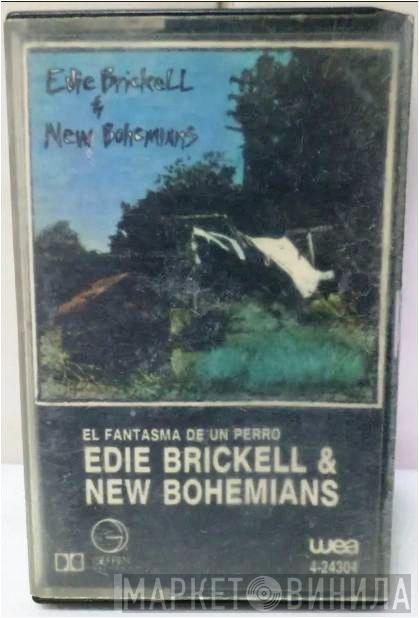 Edie Brickell
&
New Bohemians
EL FANTASMA DE UN PERRO
EDIE BRICKELL &
NEW BOHEMIANS
GEFFEN
wea
4-24304
МАРКЕТ ВИНИЛА